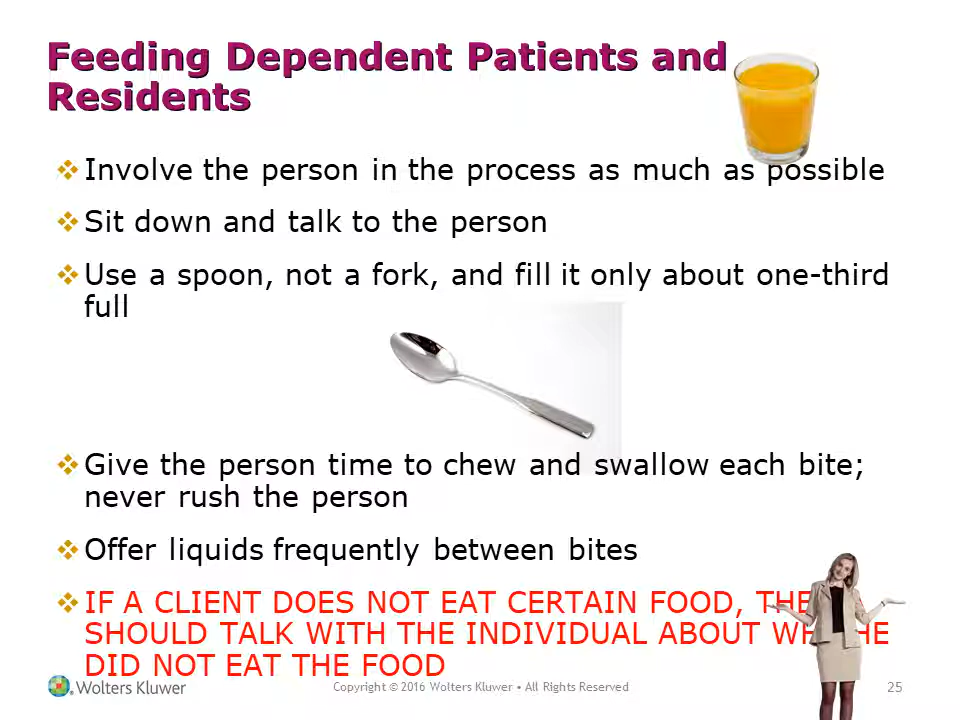 Feeding Dependent Patients and
Residents
Involve the person in the process as much as possible
Sit down and talk to the person
Use a spoon, not a fork, and fill it only about one-third
full
Give the person time to chew and swallow each bite;
never rush the person
Offer liquids frequently between bites
IF A CLIENT DOES NOT EAT CERTAIN FOOD,
SHOULD TALK WITH THE INDIVIDUAL ABOUT
DID NOT EAT THE FOOD
Wolters Kluwer
Copyright © 2016 Wolters Kluwer • All Rights Reserved
25